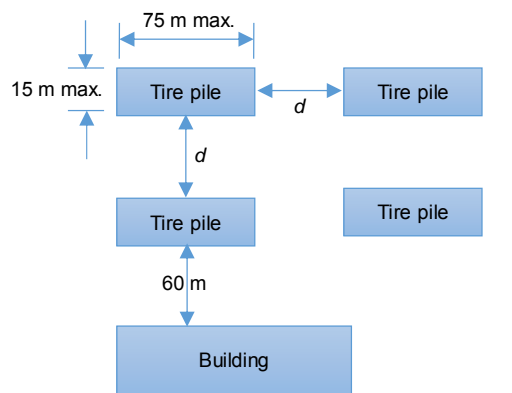 75 m max.
15 m max.
Tire pile
d
Tire pile
d
Tire pile
Tire pile
60 m
Building